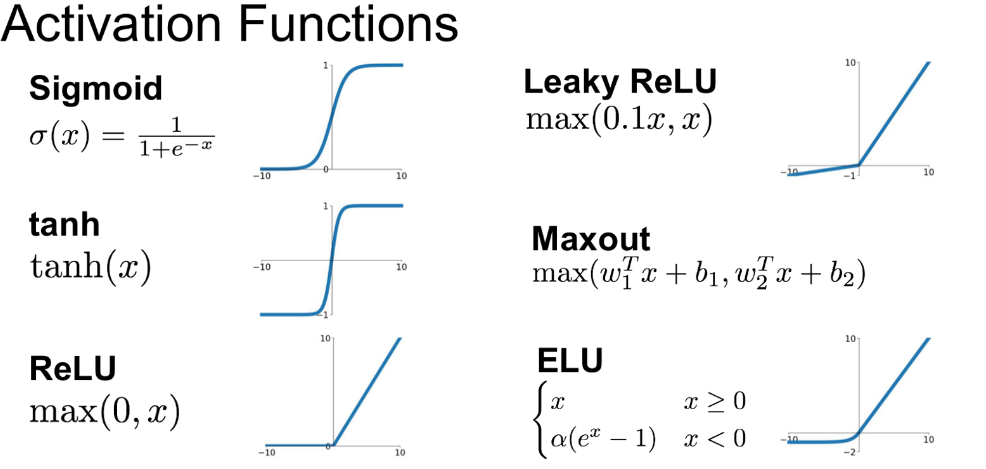 Activation Functions
Sigmoid
σ(x) = 1/(1+e^−x)
1
0
−10
10
tanh
tanh(x)
1
−10
10
−1
ReLU
max(0, x)
10
0
−10
10
Leaky ReLU
max(0.1x, x)
10
−10
−1
10
Maxout
max(w_1^T x + b_1, w_2^T x + b_2)
ELU
{ x x ≥ 0
α(e^x − 1) x < 0
10
−10
−2
10